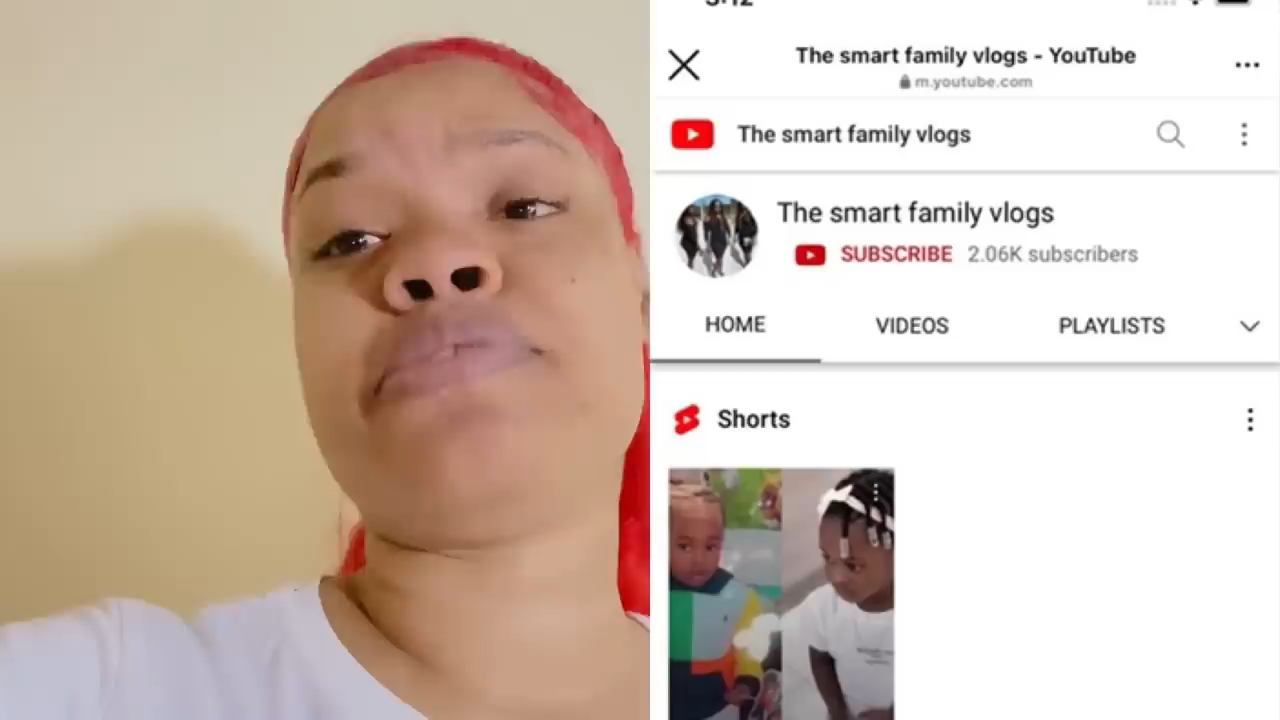 The smart family vlogs - YouTube
m.youtube.com
The smart family vlogs
The smart family vlogs
SUBSCRIBE 2.06K subscribers
HOME VIDEOS PLAYLISTS
Shorts